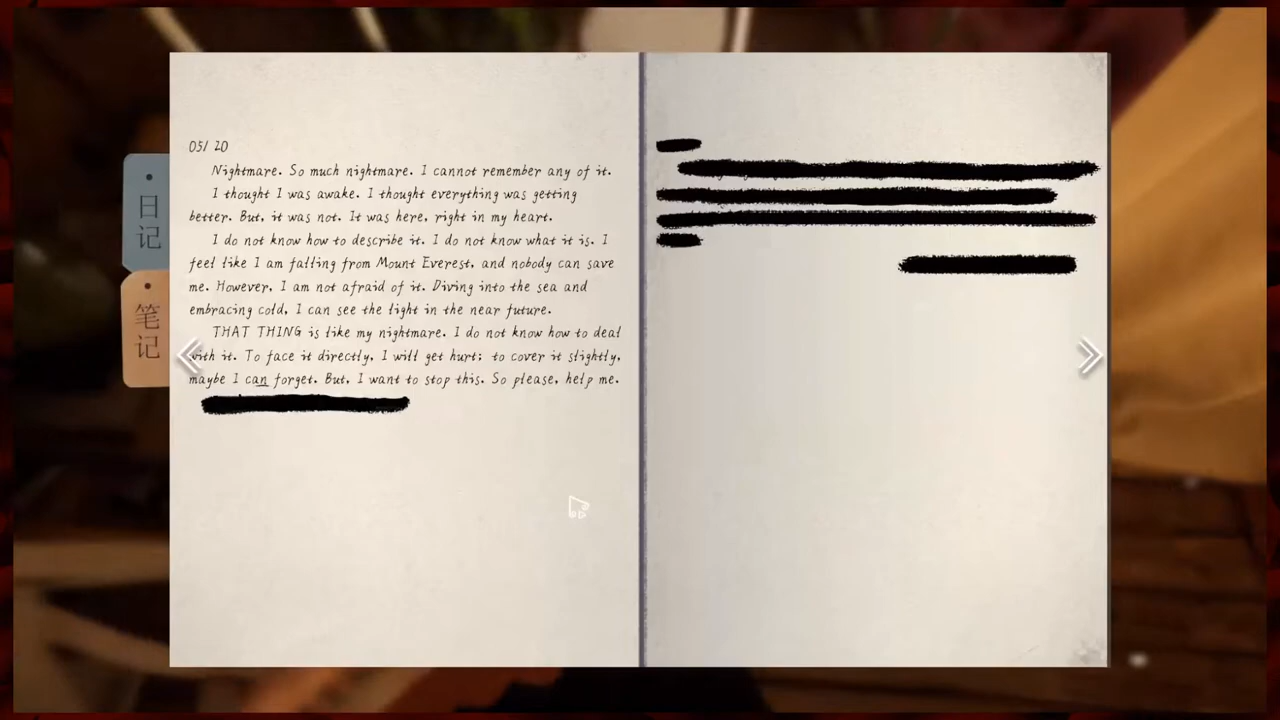 日记
笔记
05/ 20
Nightmare. So much nightmare. I cannot remember any of it.
I thought I was awake. I thought everything was getting
better. But, it was not. It was here, right in my heart.
I do not know how to describe it. I do not know what it is. I
feel like I am falling from Mount Everest, and nobody can save
me. However, I am not afraid of it. Diving into the sea and
embracing cold, I can see the light in the near future.
THAT THING is like my nightmare. I do not know how to deal
with it. To face it directly, I will get hurt; to cover it slightly,
maybe I can forget. But, I want to stop this. So please, help me.